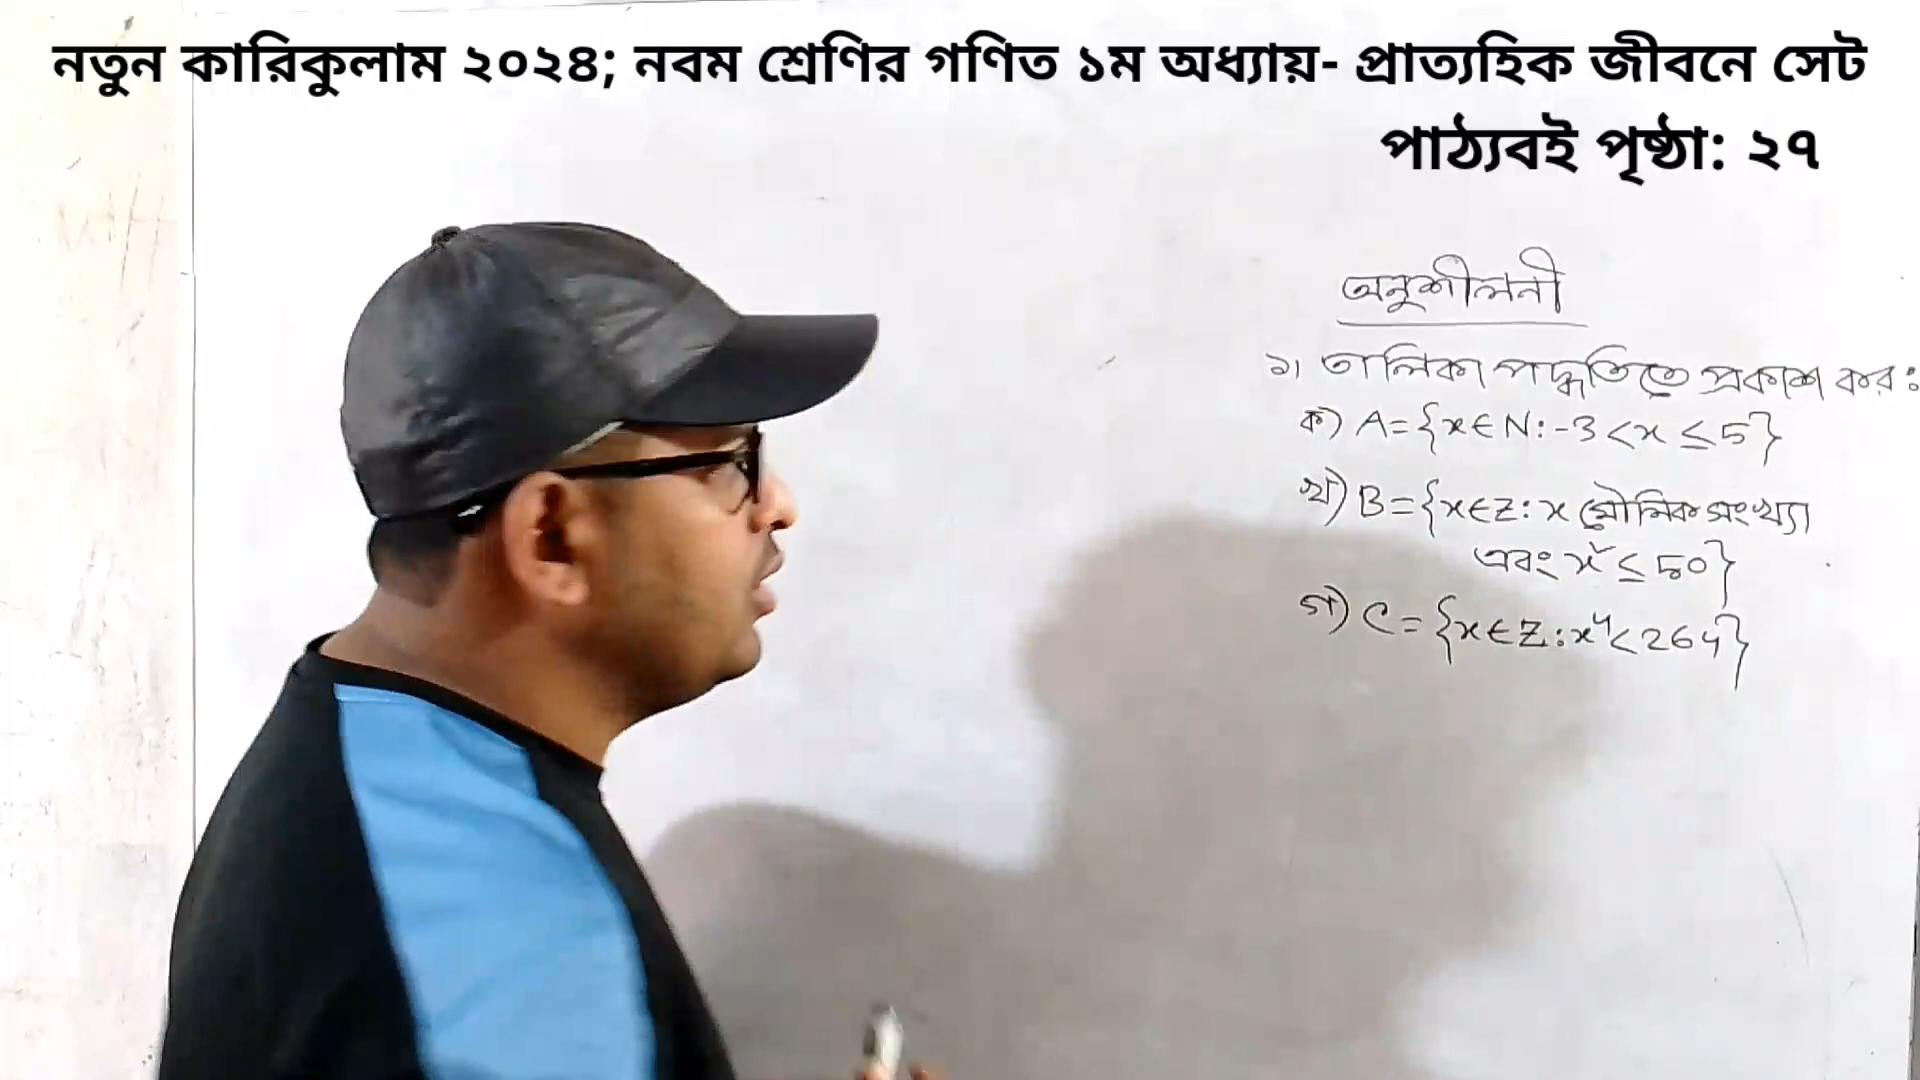 নতুন কারিকুলাম ২০২৪; নবম শ্রেণির গণিত ১ম অধ্যায়- প্রাত্যহিক জীবনে সেট
পাঠ্যবই পৃষ্ঠা: ২৭
অনুশীলনী
১। তালিকা পদ্ধতিতে প্রকাশ কর :
ক) A={x∈N:-3<x≤5}
খ) B={x∈Z: x মৌলিক সংখ্যা
এবং x² ≤ 50}
গ) C={x∈Z:x⁴<264}